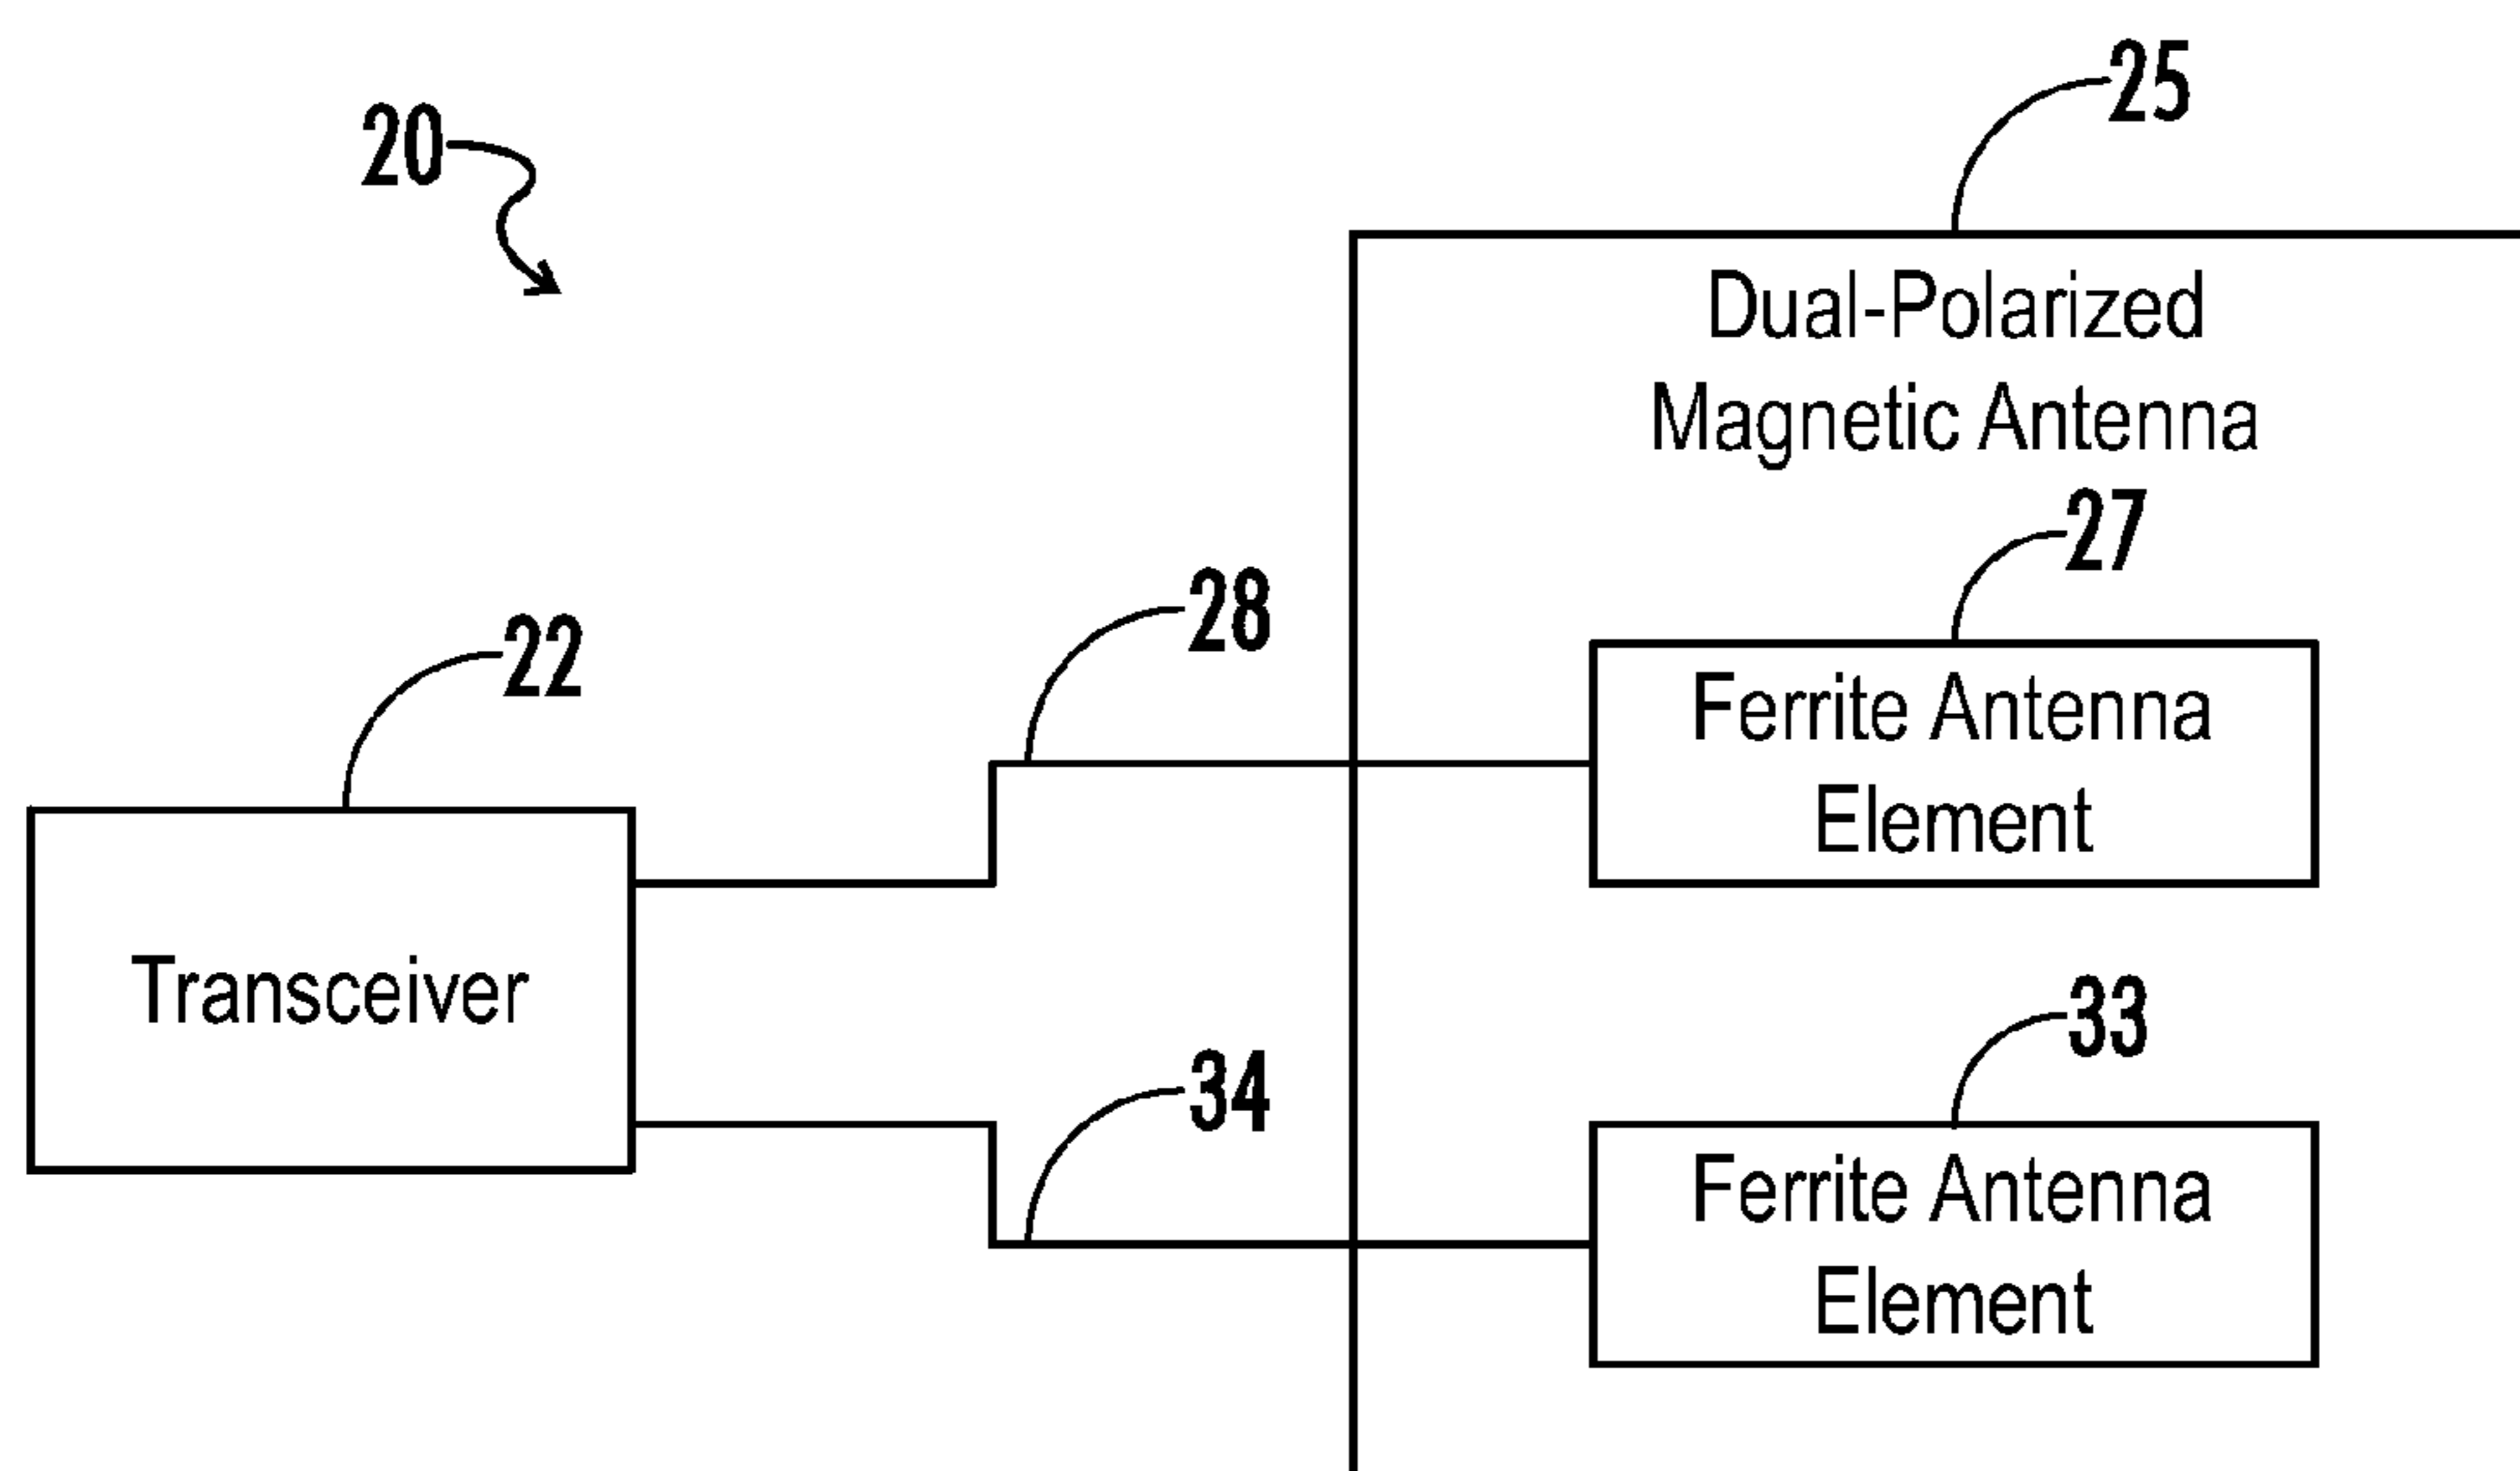 25
20
Dual-Polarized
Magnetic Antenna
27
28
22
Ferrite Antenna
Element
Transceiver
33
34
Ferrite Antenna
Element